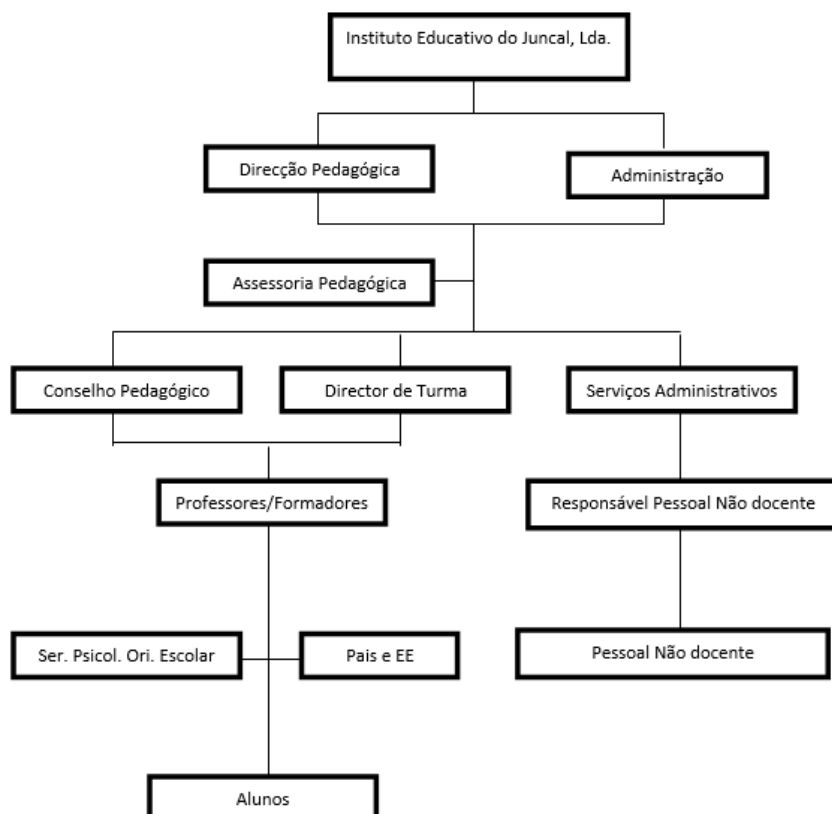 Instituto Educativo do Juncal, Lda.
Direcção Pedagógica
Administração
Assessoria Pedagógica
Conselho Pedagógico
Director de Turma
Serviços Administrativos
Professores/Formadores
Responsável Pessoal Não docente
Ser. Psicol. Ori. Escolar
Pais e EE
Pessoal Não docente
Alunos